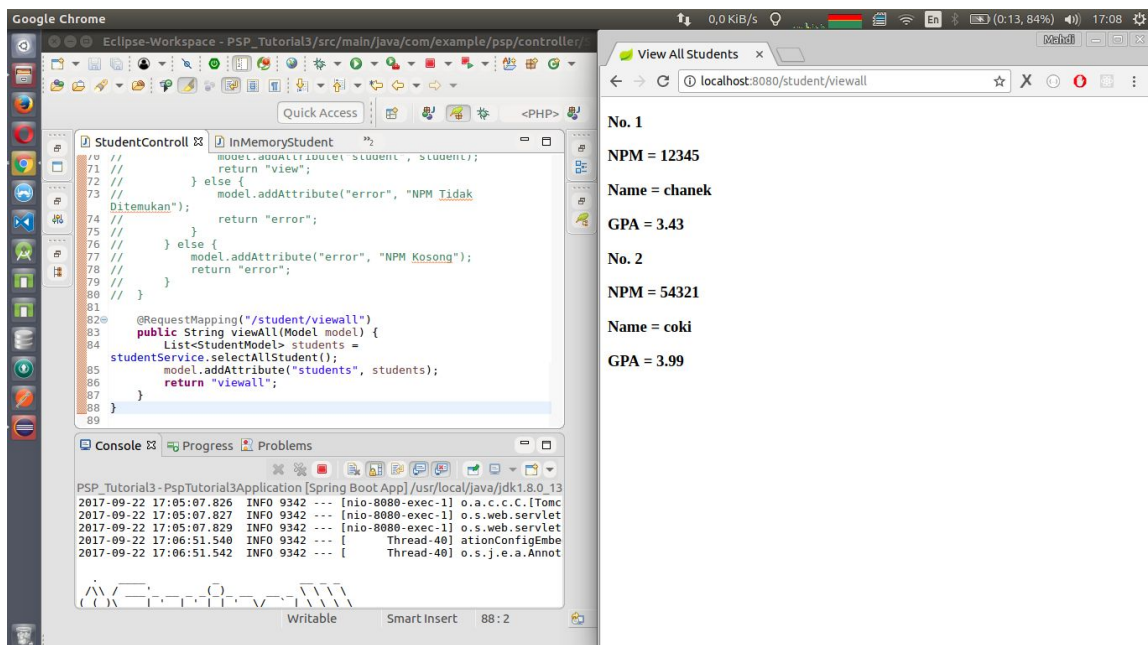 Google Chrome
0,0 KiB/s
En
(0:13, 84%)
17:08
Eclipse-Workspace - PSP_Tutorial3/src/main/java/com/example/psp/controller/
Quick Access
<PHP>
StudentControll
InMemoryStudent
»2
70 // model.addAttribute("student", student);
71 // return "view";
72 // } else {
73 // model.addAttribute("error", "NPM Tidak
Ditemukan");
74 // return "error";
75 // }
76 // } else {
77 // model.addAttribute("error", "NPM Kosong");
78 // return "error";
79 // }
80 // }
81
82 @RequestMapping("/student/viewall")
83 public String viewAll(Model model) {
84 List<StudentModel> students =
studentService.selectAllStudent();
85 model.addAttribute("students", students);
86 return "viewall";
87 }
88 }
89
Console
Progress
Problems
PSP_Tutorial3 - PspTutorial3Application [Spring Boot App] /usr/local/java/jdk1.8.0_13
2017-09-22 17:05:07.826 INFO 9342 --- [nio-8080-exec-1] o.a.c.c.C.[Tomc
2017-09-22 17:05:07.827 INFO 9342 --- [nio-8080-exec-1] o.s.web.servlet
2017-09-22 17:05:07.829 INFO 9342 --- [nio-8080-exec-1] o.s.web.servlet
2017-09-22 17:06:51.540 INFO 9342 --- [ Thread-40] ationConfigEmbe
2017-09-22 17:06:51.542 INFO 9342 --- [ Thread-40] o.s.j.e.a.Annot
Writable
Smart Insert
88 : 2
Mahdi
View All Students
localhost:8080/student/viewall
No. 1
NPM = 12345
Name = chanek
GPA = 3.43
No. 2
NPM = 54321
Name = coki
GPA = 3.99